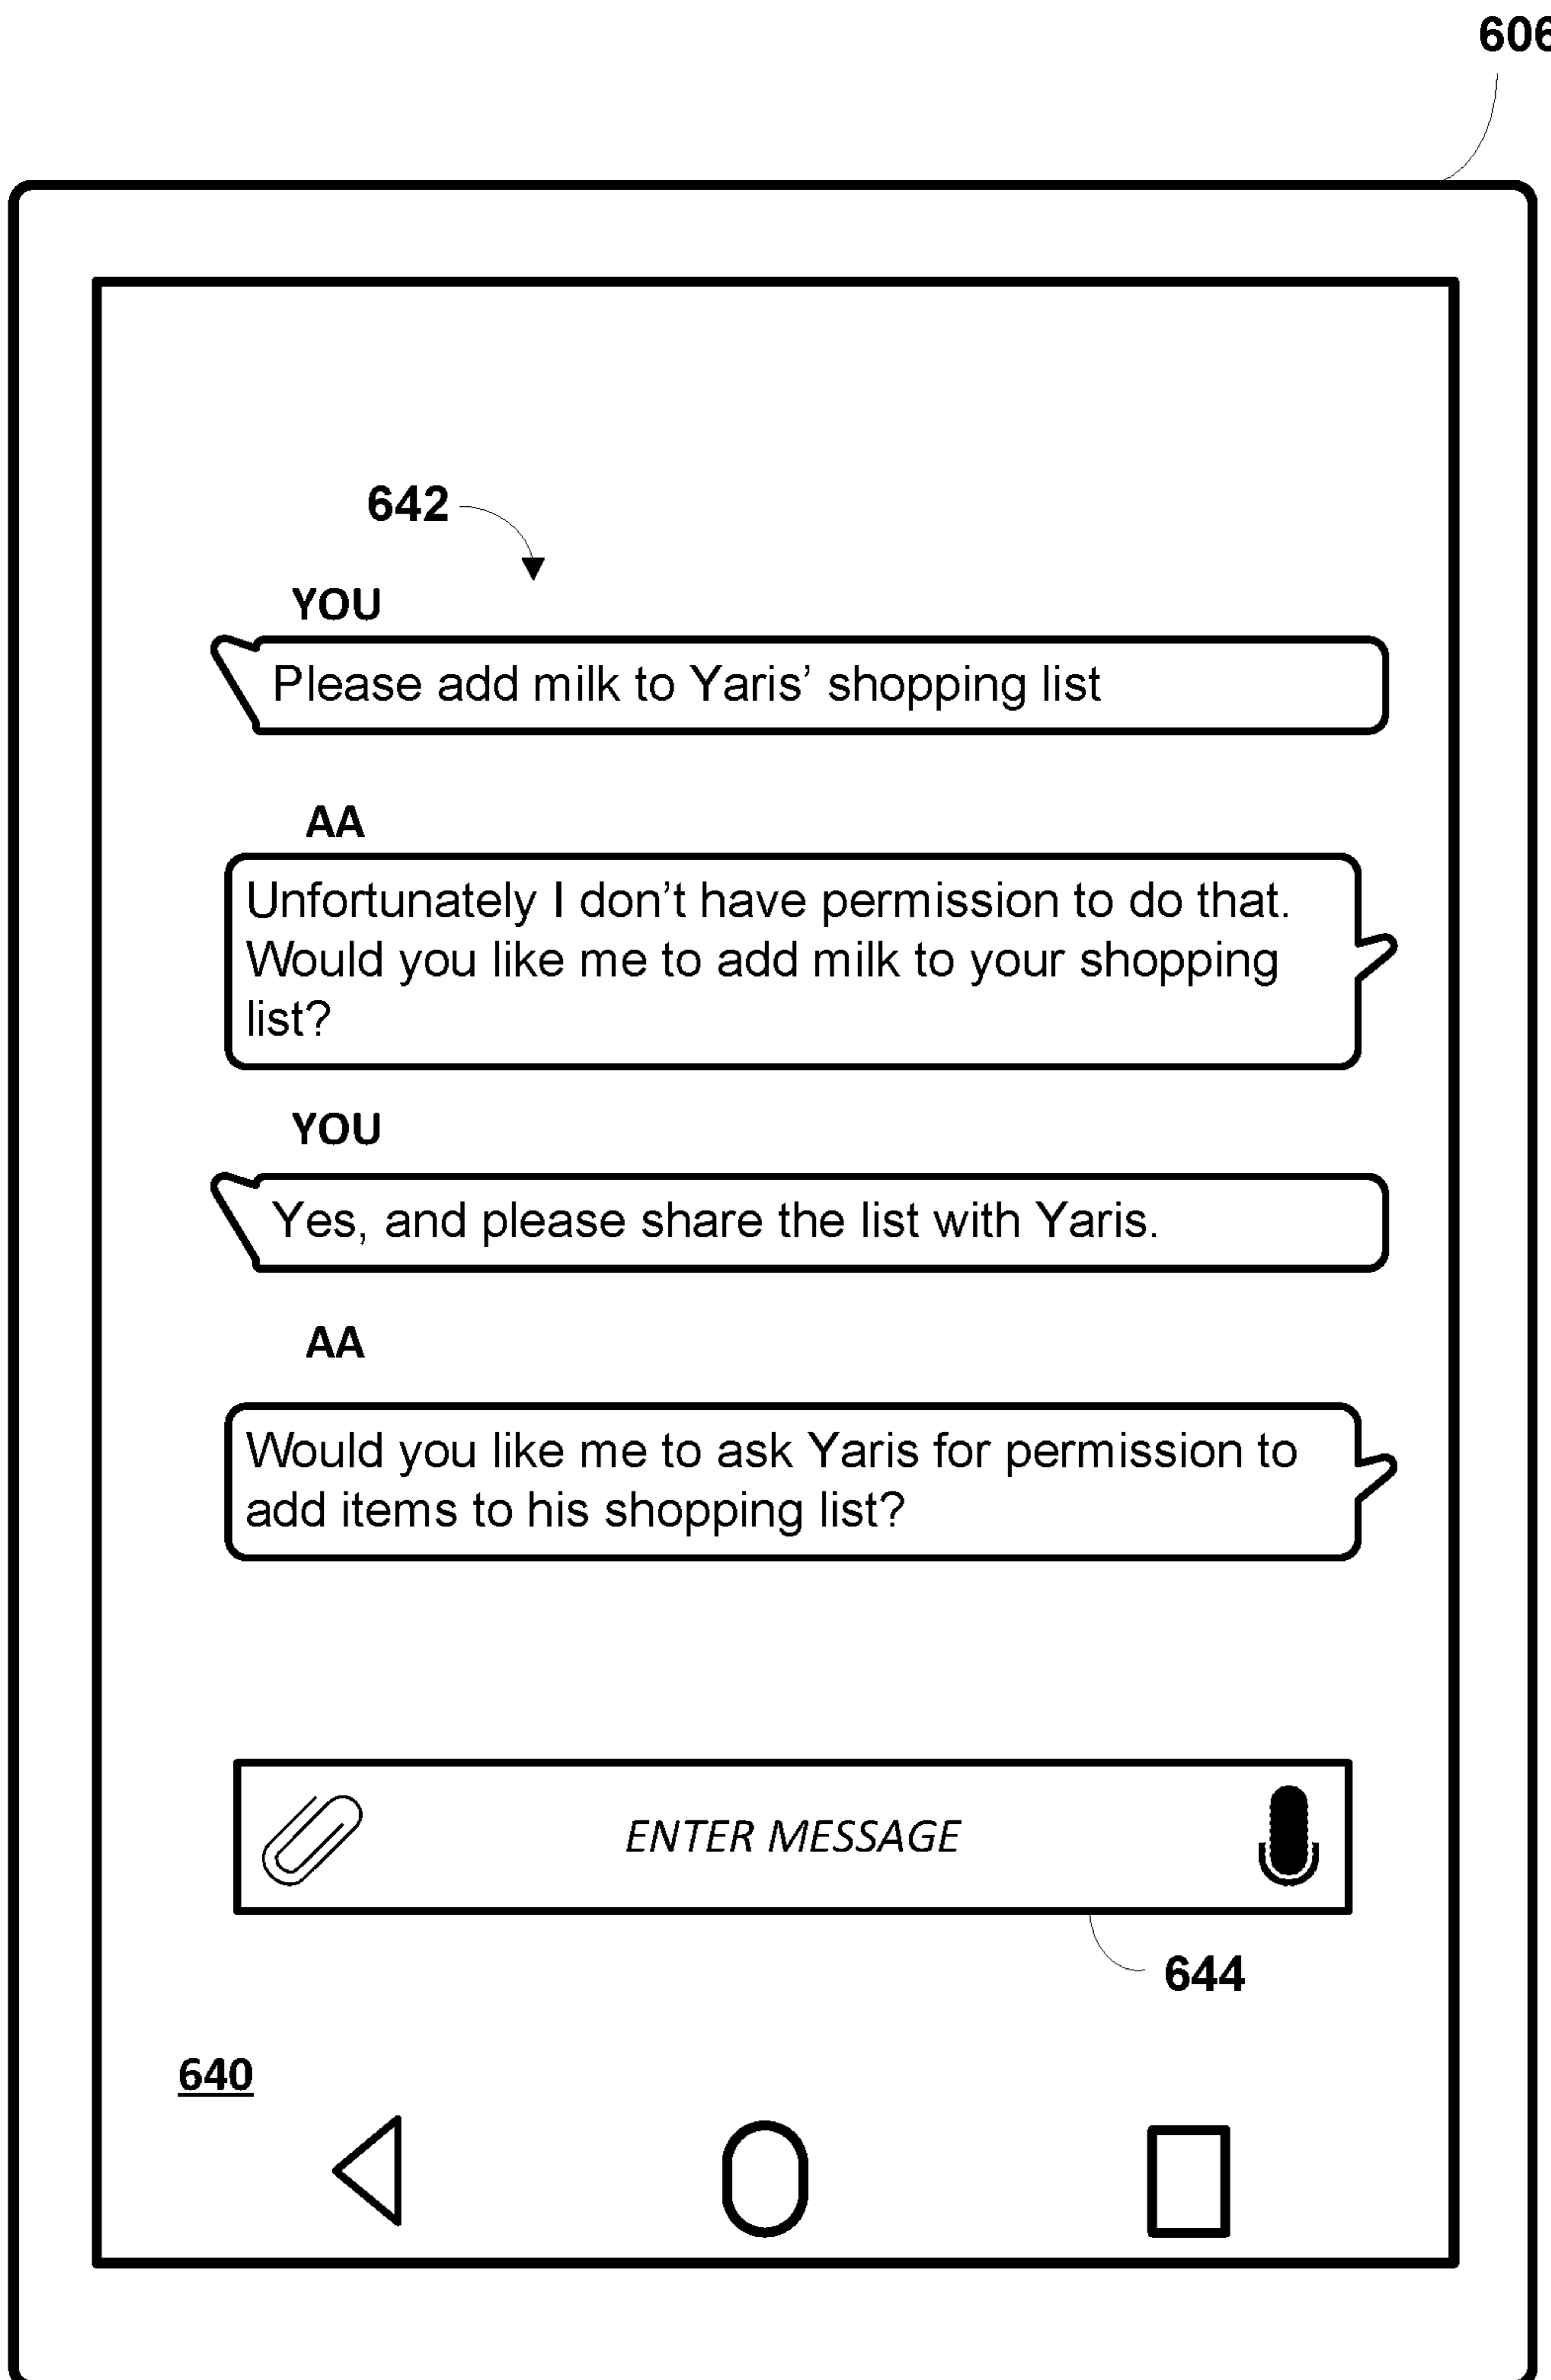 606
642
YOU
Please add milk to Yaris’ shopping list
AA
Unfortunately I don’t have permission to do that.
Would you like me to add milk to your shopping
list?
YOU
Yes, and please share the list with Yaris.
AA
Would you like me to ask Yaris for permission to
add items to his shopping list?
ENTER MESSAGE
644
640